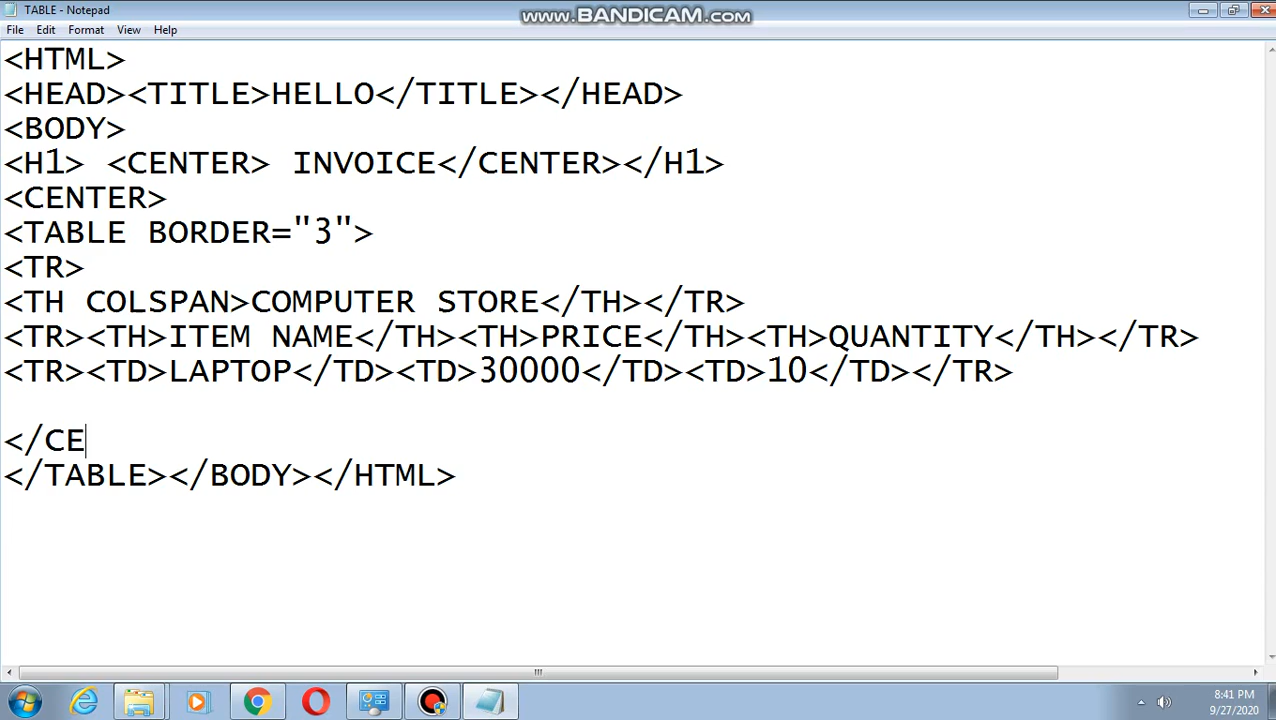 TABLE - Notepad
www.BANDICAM.com
File Edit Format View Help
<HTML>
<HEAD><TITLE>HELLO</TITLE></HEAD>
<BODY>
<H1> <CENTER> INVOICE</CENTER></H1>
<CENTER>
<TABLE BORDER="3">
<TR>
<TH COLSPAN>COMPUTER STORE</TH></TR>
<TR><TH>ITEM NAME</TH><TH>PRICE</TH><TH>QUANTITY</TH></TR>
<TR><TD>LAPTOP</TD><TD>30000</TD><TD>10</TD></TR>
</CE
</TABLE></BODY></HTML>
8:41 PM
9/27/2020